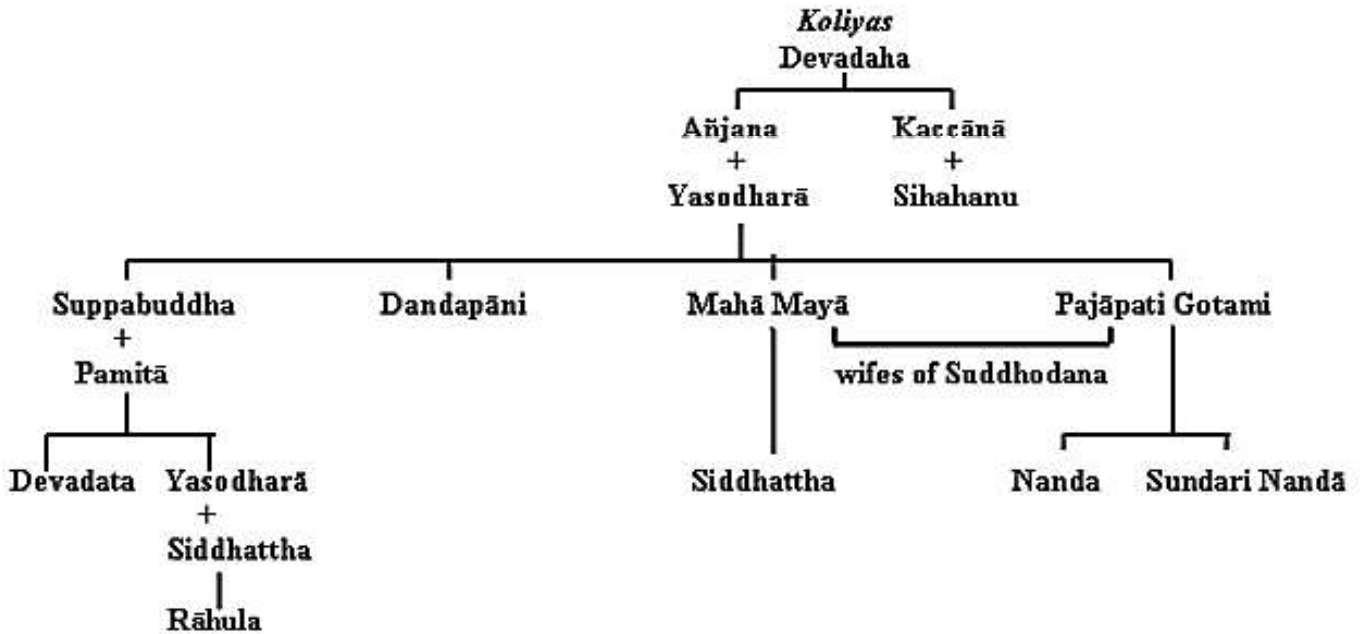 Koliyas
Devadaha
Añjana Kaccānā
+ +
Yasodharā Sihahanu
Suppabuddha Dandapāni Mahā Mayā Pajāpati Gotami
+
Pamitā wifes of Suddhodana
Devadata Yasodharā Siddhattha Nanda Sundari Nandā
+
Siddhattha
Rāhula